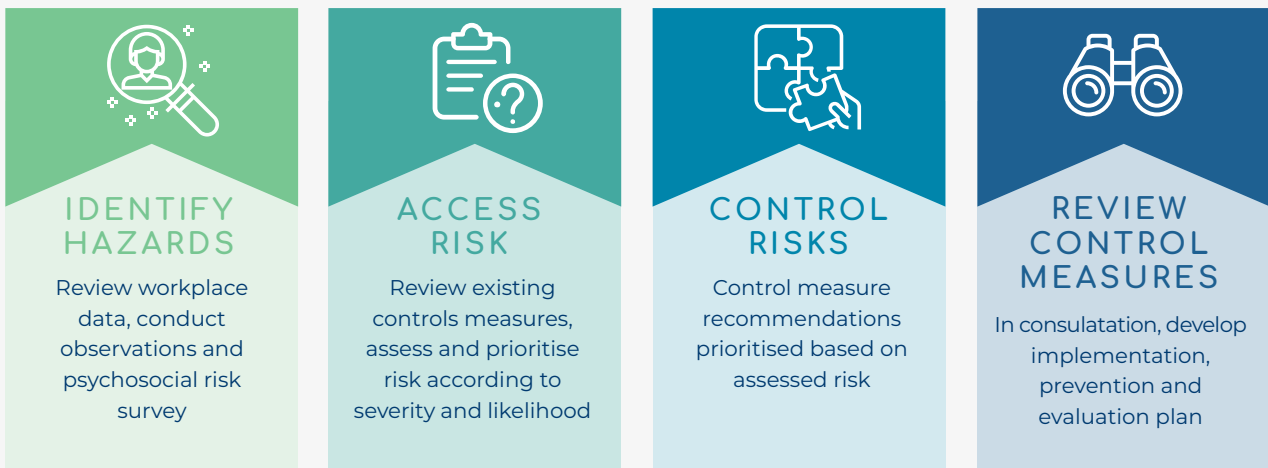 IDENTIFY
HAZARDS
Review workplace
data, conduct
observations and
psychosocial risk
survey
ACCESS
RISK
Review existing
controls measures,
assess and prioritise
risk according to
severity and likelihood
CONTROL
RISKS
Control measure
recommendations
prioritised based on
assessed risk
REVIEW
CONTROL
MEASURES
In consulatation, develop
implementation,
prevention and
evaluation plan